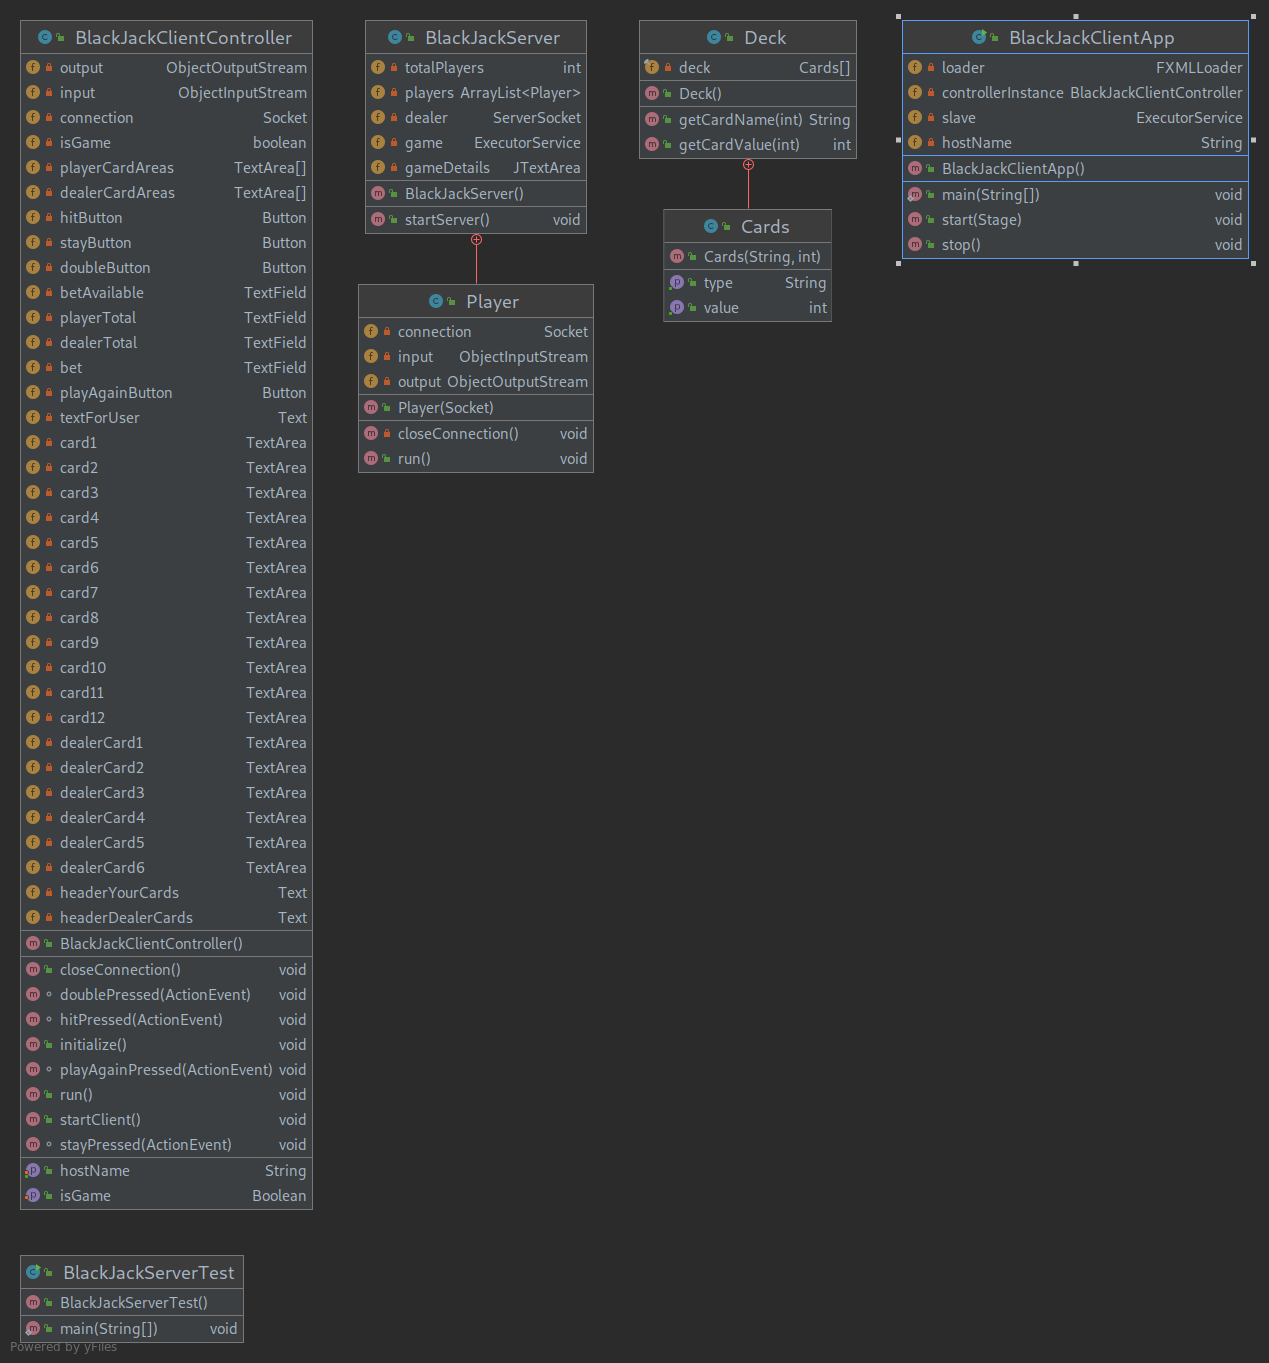 BlackJackClientController
output ObjectOutputStream
input ObjectInputStream
connection Socket
isGame boolean
playerCardAreas TextArea[]
dealerCardAreas TextArea[]
hitButton Button
stayButton Button
doubleButton Button
betAvailable TextField
playerTotal TextField
dealerTotal TextField
bet TextField
playAgainButton Button
textForUser Text
card1 TextArea
card2 TextArea
card3 TextArea
card4 TextArea
card5 TextArea
card6 TextArea
card7 TextArea
card8 TextArea
card9 TextArea
card10 TextArea
card11 TextArea
card12 TextArea
dealerCard1 TextArea
dealerCard2 TextArea
dealerCard3 TextArea
dealerCard4 TextArea
dealerCard5 TextArea
dealerCard6 TextArea
headerYourCards Text
headerDealerCards Text
BlackJackClientController()
closeConnection() void
doublePressed(ActionEvent) void
hitPressed(ActionEvent) void
initialize() void
playAgainPressed(ActionEvent) void
run() void
startClient() void
stayPressed(ActionEvent) void
hostName String
isGame Boolean
BlackJackServer
totalPlayers int
players ArrayList<Player>
dealer ServerSocket
game ExecutorService
gameDetails JTextArea
BlackJackServer()
startServer() void
Player
connection Socket
input ObjectInputStream
output ObjectOutputStream
Player(Socket)
closeConnection() void
run() void
Deck
deck Cards[]
Deck()
getCardName(int) String
getCardValue(int) int
Cards
Cards(String, int)
type String
value int
BlackJackClientApp
loader FXMLLoader
controllerInstance BlackJackClientController
slave ExecutorService
hostName String
BlackJackClientApp()
main(String[]) void
start(Stage) void
stop() void
BlackJackServerTest
BlackJackServerTest()
main(String[]) void
Powered by yFiles